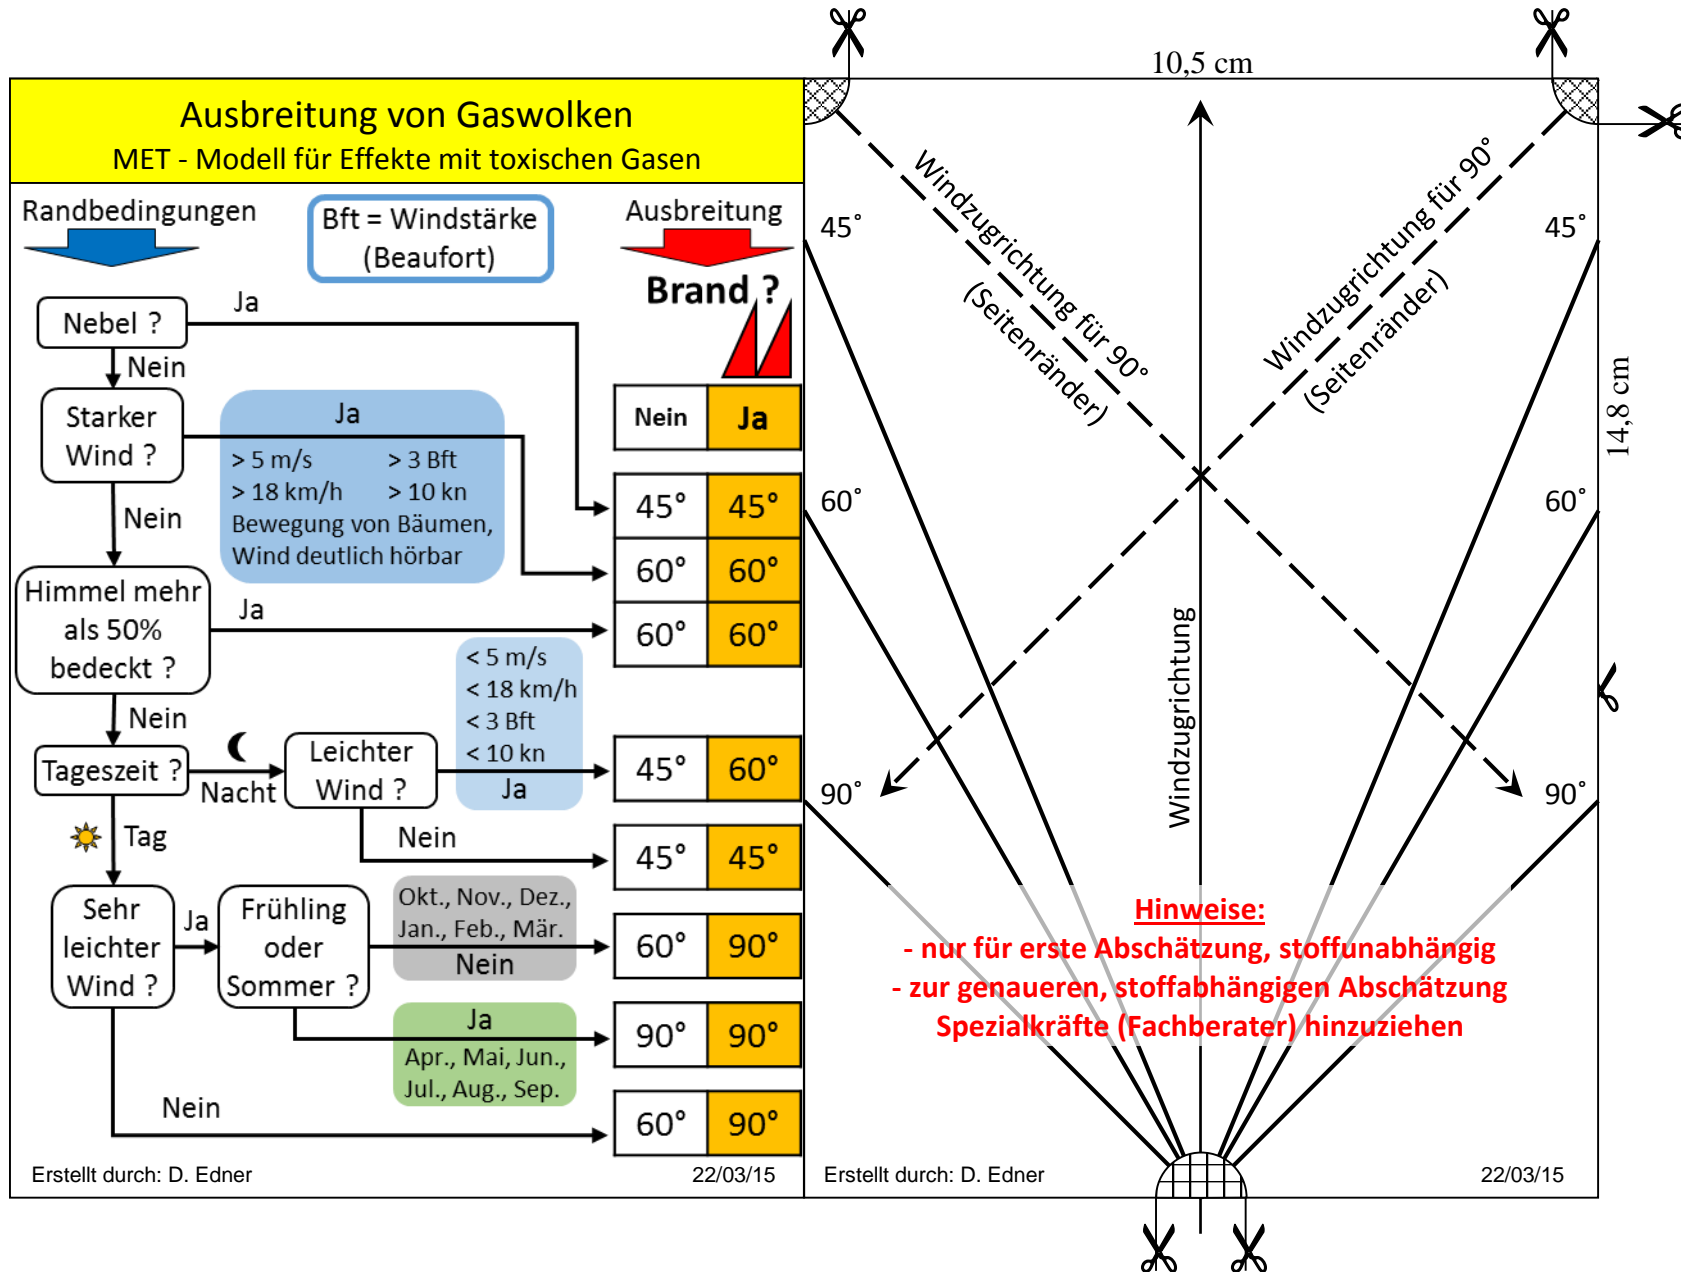 Ausbreitung von Gaswolken
MET - Modell für Effekte mit toxischen Gasen
Randbedingungen
Bft = Windstärke
(Beaufort)
Ausbreitung
Brand ?
Nein
Ja
Nebel ?
Ja
Nein
Starker
Wind ?
Ja
> 5 m/s
> 3 Bft
> 18 km/h
> 10 kn
Bewegung von Bäumen,
Wind deutlich hörbar
Nein
45°
45°
60°
60°
Himmel mehr
als 50%
bedeckt ?
Ja
60°
60°
Nein
Tageszeit ?
Nacht
Leichter
Wind ?
< 5 m/s
< 18 km/h
< 3 Bft
< 10 kn
Ja
45°
60°
Nein
45°
45°
Tag
Sehr
leichter
Wind ?
Ja
Frühling
oder
Sommer ?
Okt., Nov., Dez.,
Jan., Feb., Mär.
Nein
60°
90°
Ja
Apr., Mai, Jun.,
Jul., Aug., Sep.
90°
90°
Nein
60°
90°
Erstellt durch: D. Edner
22/03/15
10,5 cm
14,8 cm
Windzugrichtung für 90°
(Seitenränder)
Windzugrichtung für 90°
(Seitenränder)
45°
45°
60°
60°
90°
90°
Windzugrichtung
Hinweise:
- nur für erste Abschätzung, stoffunabhängig
- zur genaueren, stoffabhängigen Abschätzung
Spezialkräfte (Fachberater) hinzuziehen
Erstellt durch: D. Edner
22/03/15